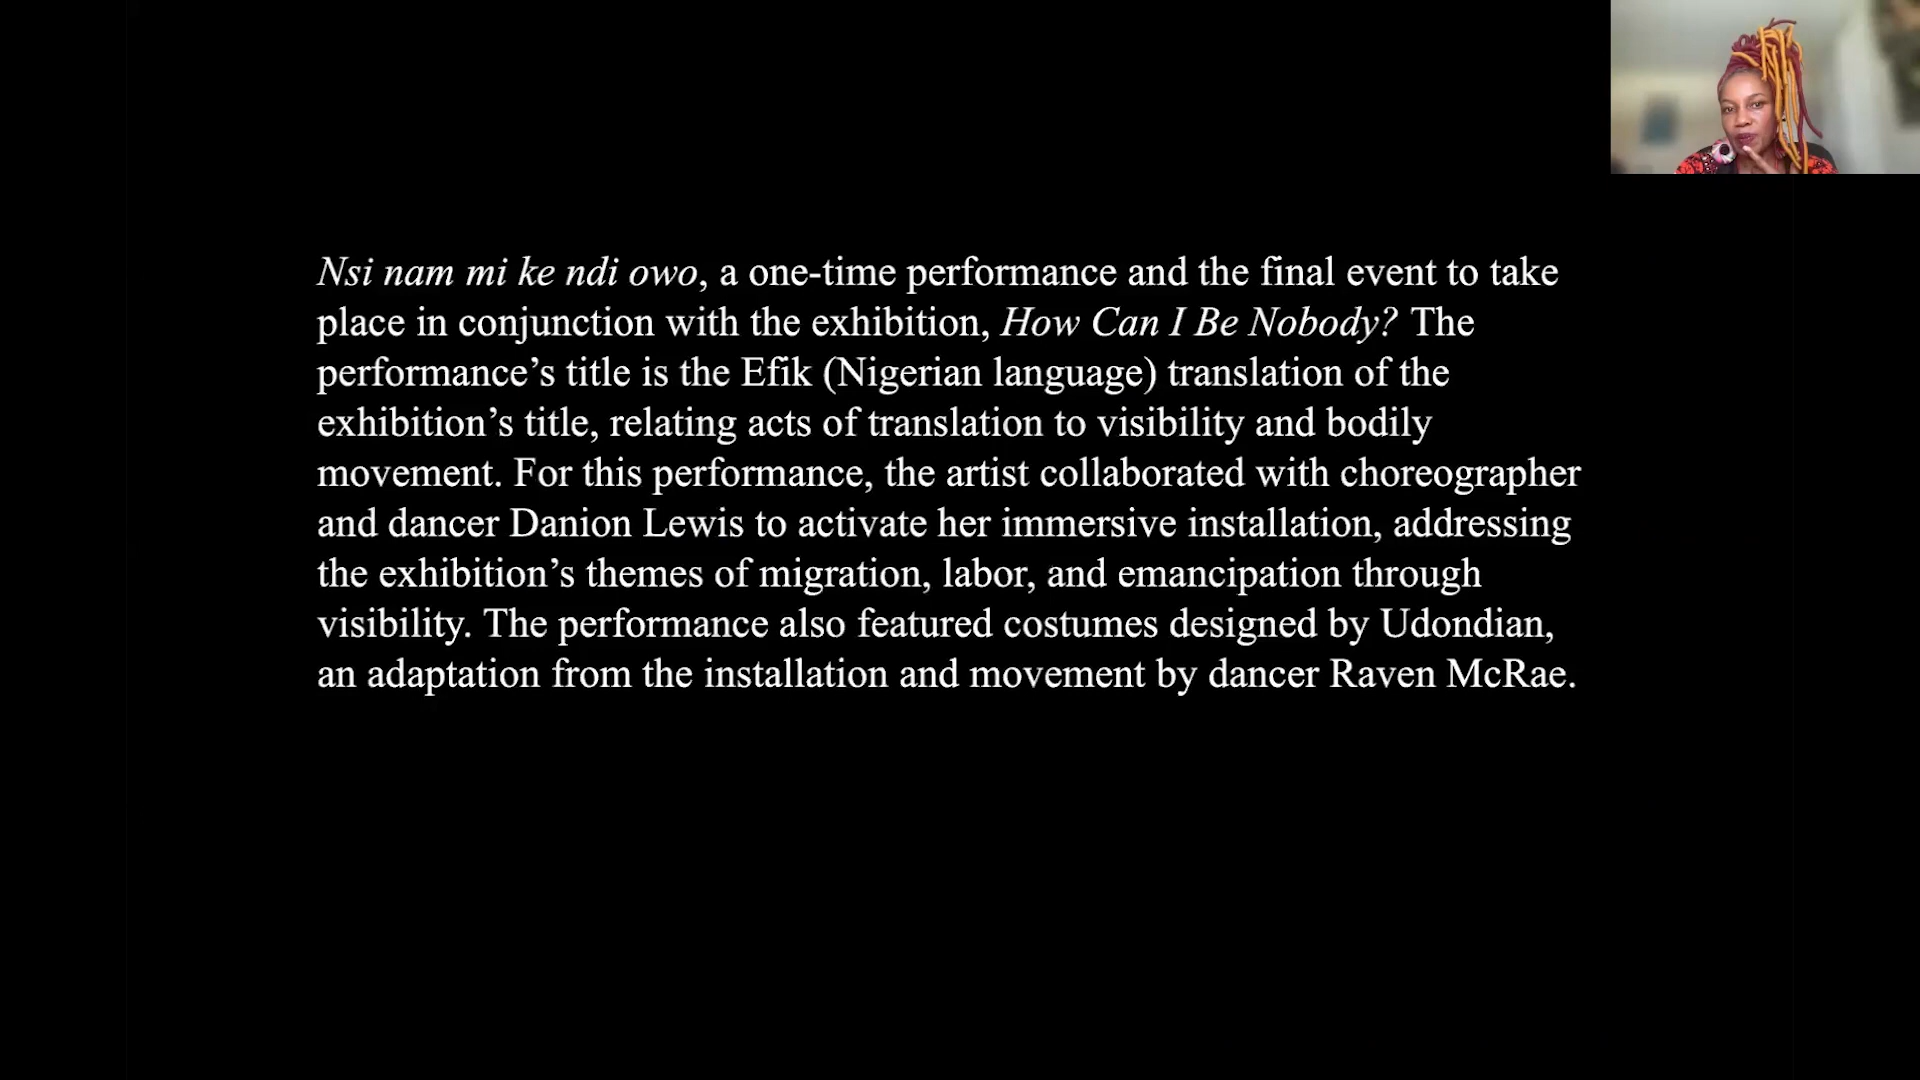 Nsi nam mi ke ndi owo, a one-time performance and the final event to take
place in conjunction with the exhibition, How Can I Be Nobody? The
performance’s title is the Efik (Nigerian language) translation of the
exhibition’s title, relating acts of translation to visibility and bodily
movement. For this performance, the artist collaborated with choreographer
and dancer Danion Lewis to activate her immersive installation, addressing
the exhibition’s themes of migration, labor, and emancipation through
visibility. The performance also featured costumes designed by Udondian,
an adaptation from the installation and movement by dancer Raven McRae.